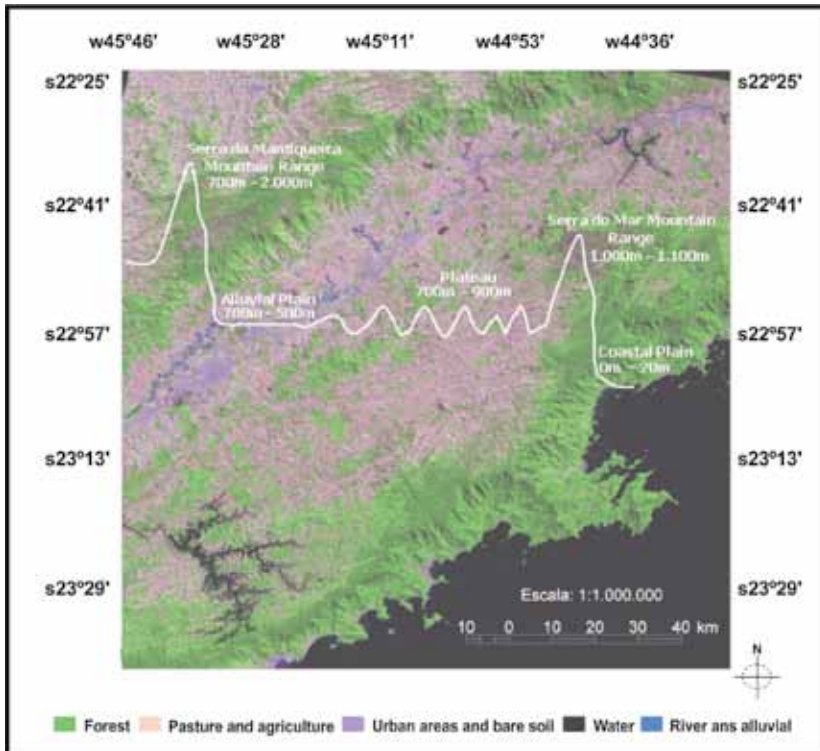 w45º46’ w45º28’ w45º11’ w44º53’ w44º36’
s22º25’ s22º25’
Serra da Mantiqueira
Mountain Range
700m – 2.000m
s22º41’ s22º41’
Serra do Mar Mountain
Range
1.000m – 1.100m
Plateau
700m – 900m
Alluvial Plain
700m – 500m
s22º57’ s22º57’
Coastal Plain
0m – 20m
s23º13’ s23º13’
s23º29’ s23º29’
Escala: 1:1.000.000
10 0 10 20 40 km
N
Forest Pasture and agriculture Urban areas and bare soil Water River ans alluvial